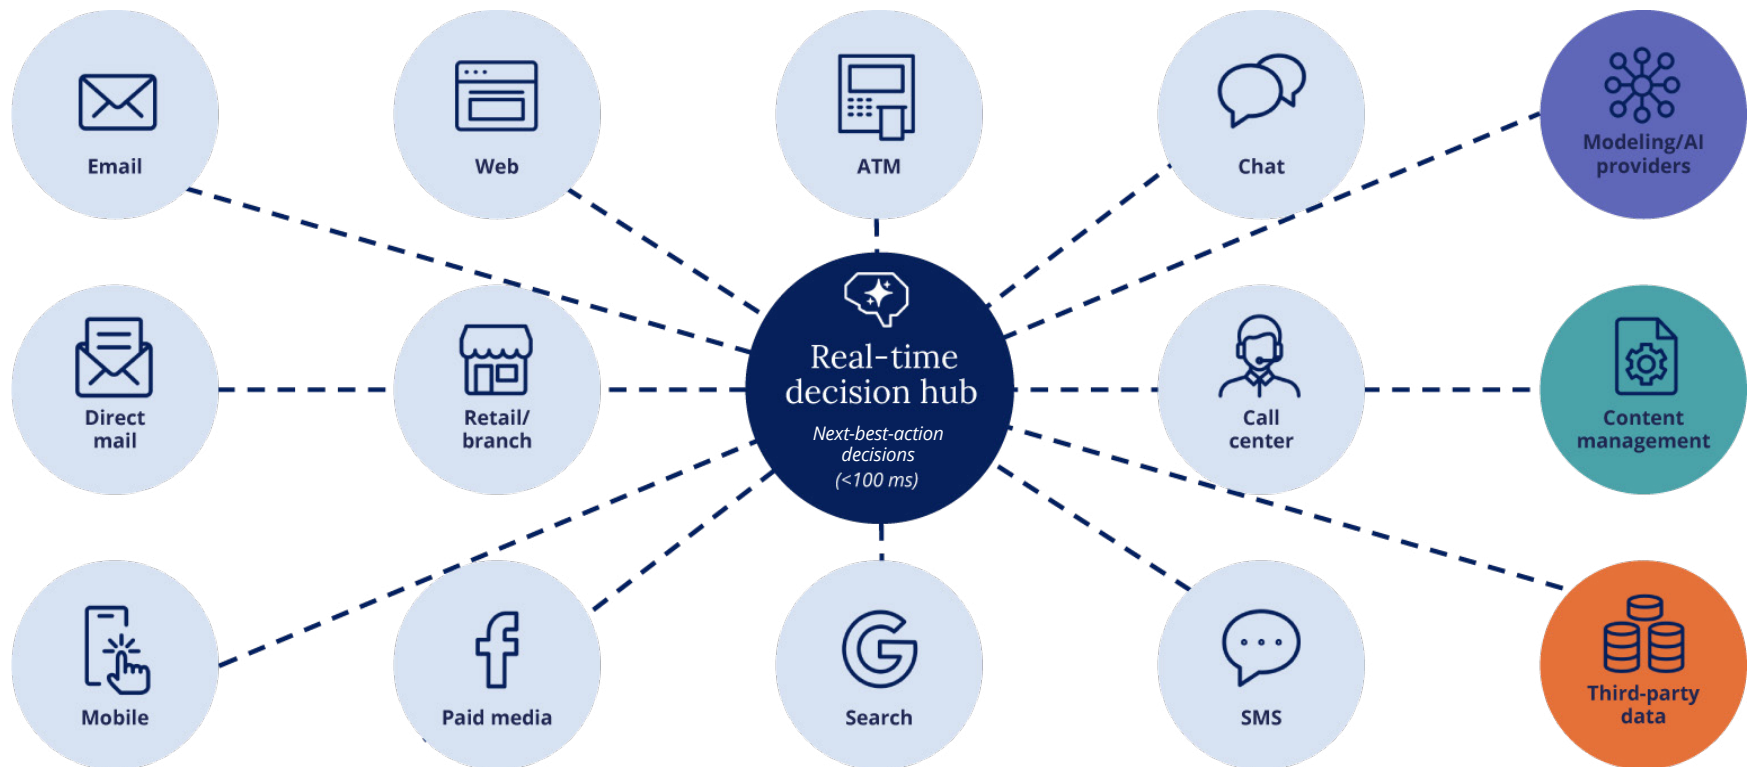 Email
Web
ATM
Chat
Modeling/AI
providers
Direct
mail
Retail/
branch
Real-time
decision hub
Next-best-action
decisions
(<100 ms)
Call
center
Content
management
Mobile
Paid media
Search
SMS
Third-party
data